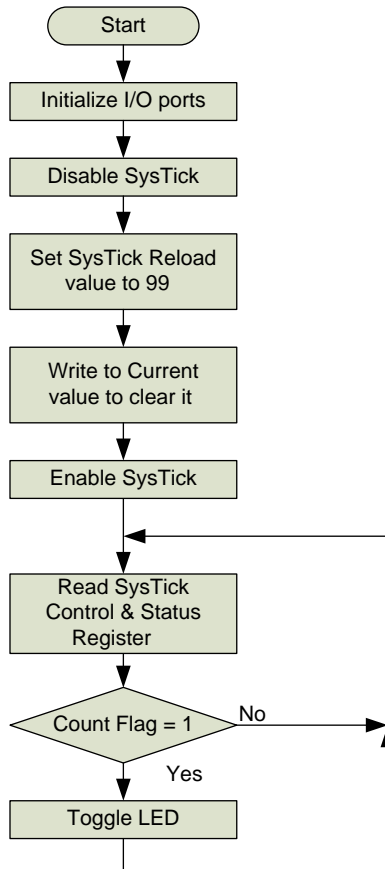 Start
Initialize I/O ports
Disable SysTick
Set SysTick Reload
value to 99
Write to Current
value to clear it
Enable SysTick
Read SysTick
Control & Status
Register
Count Flag = 1
No
Yes
Toggle LED